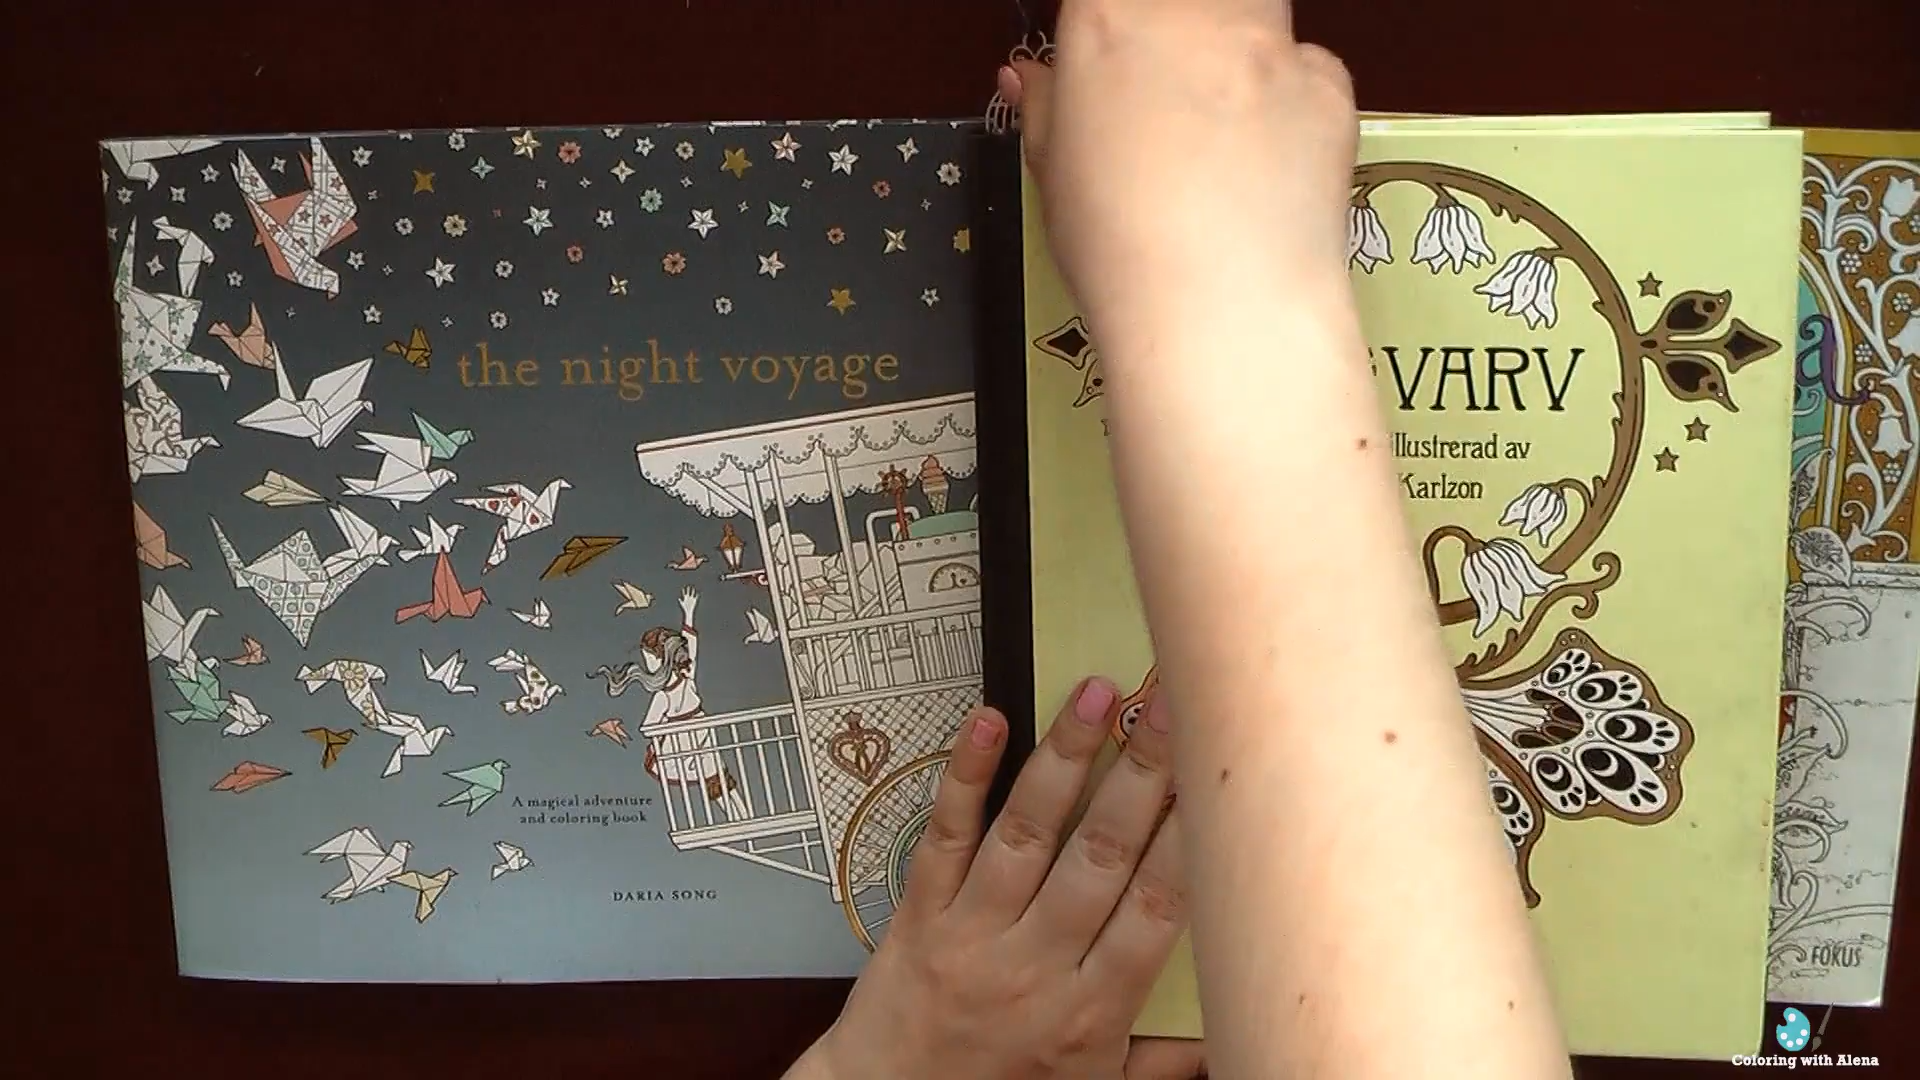 the night voyage
A magical adventure
and coloring book
DARIA SONG
VARV
illustrerad av
Karlzon
a
FOKUS
Coloring with Alena